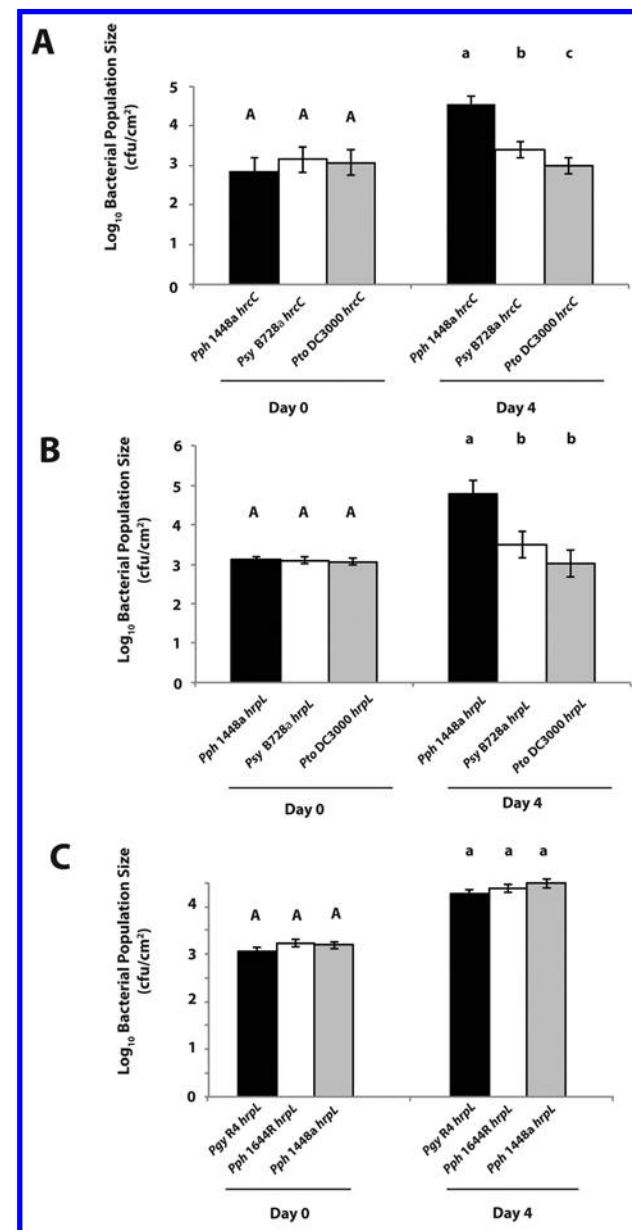 A
Log10 Bacterial Population Size
(cfu/cm2)
5
4
3
2
1
0
A A A
a b c
Pph 1448a hrcC
Psy B728a hrcC
Pto DC3000 hrcC
Pph 1448a hrcC
Psy B728a hrcC
Pto DC3000 hrcC
Day 0
Day 4
B
Log10 Bacterial Population Size
(cfu/cm2)
6
5
4
3
2
1
0
A A A
a b b
Pph 1448a hrpL
Psy B728a hrpL
Pto DC3000 hrpL
Pph 1448a hrpL
Psy B728a hrpL
Pto DC3000 hrpL
Day 0
Day 4
C
Log10 Bacterial Population Size
(cfu/cm2)
4
3
2
1
0
A A A
a a a
Pgy R4 hrpL
Pph 1644R hrpL
Pph 1448a hrpL
Pgy R4 hrpL
Pph 1644R hrpL
Pph 1448a hrpL
Day 0
Day 4